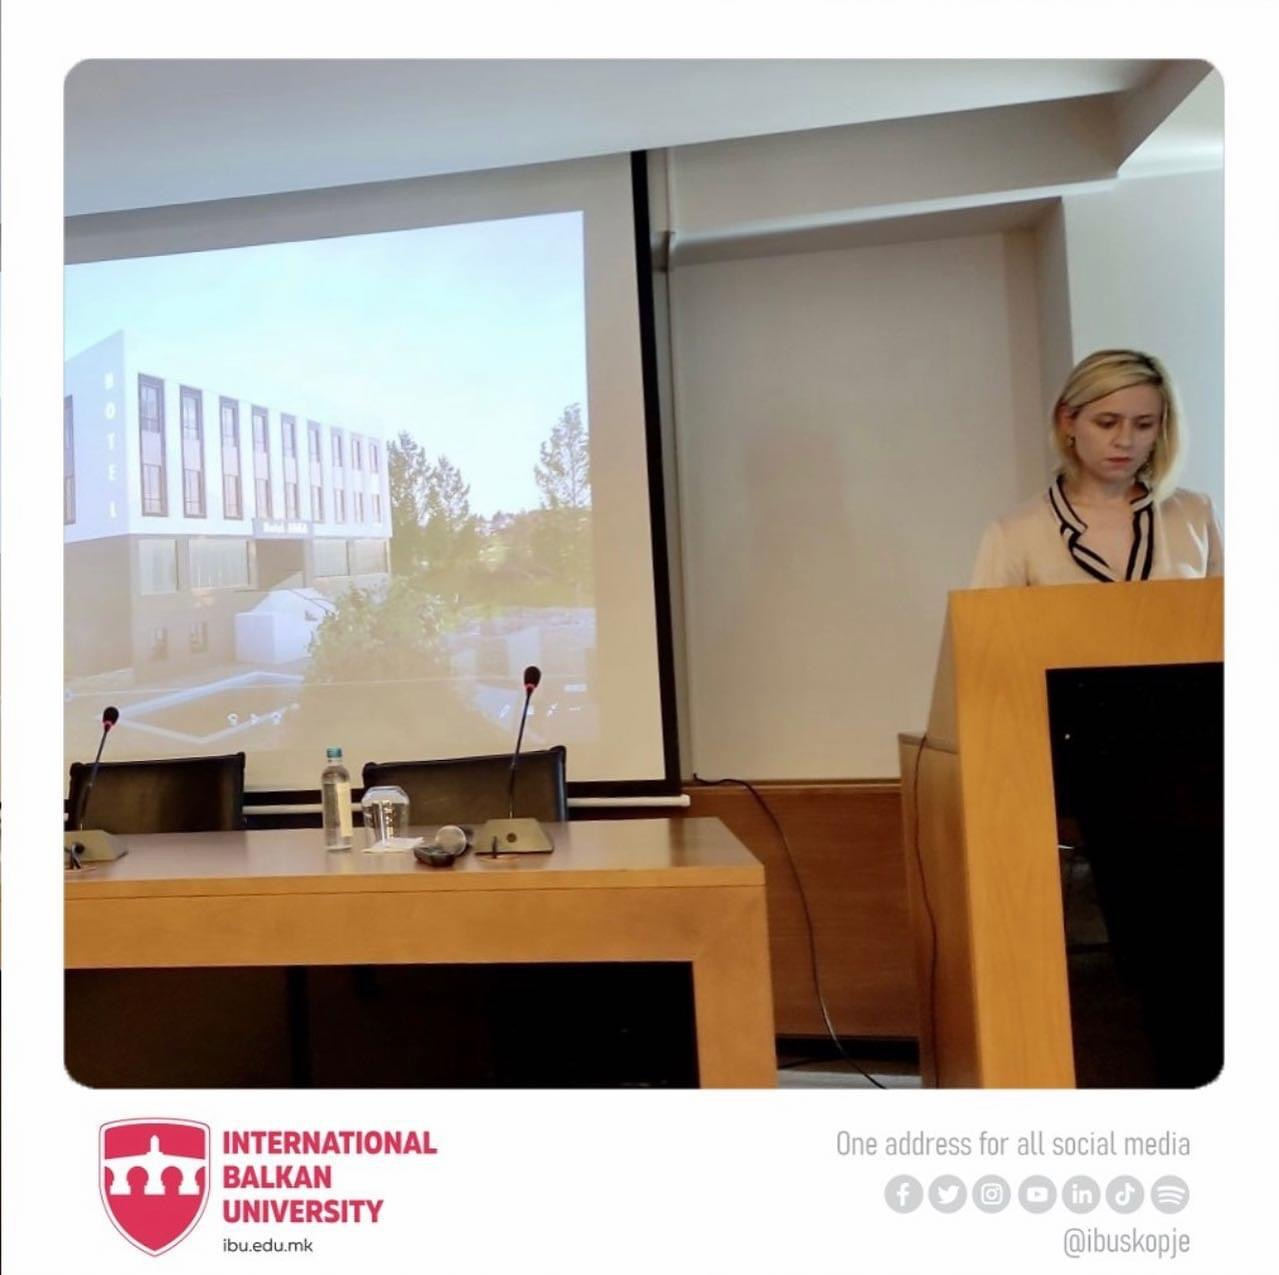 HOTEL
INTERNATIONAL
BALKAN
UNIVERSITY
ibu.edu.mk
One address for all social media
@ibuskopje